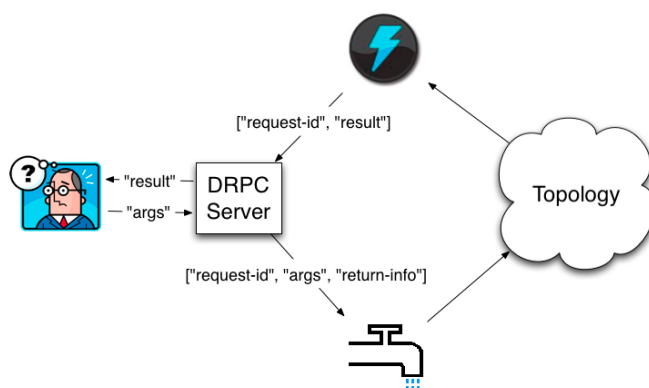 ["request-id", "result"]
?
"result"
"args"
DRPC
Server
Topology
["request-id", "args", "return-info"]